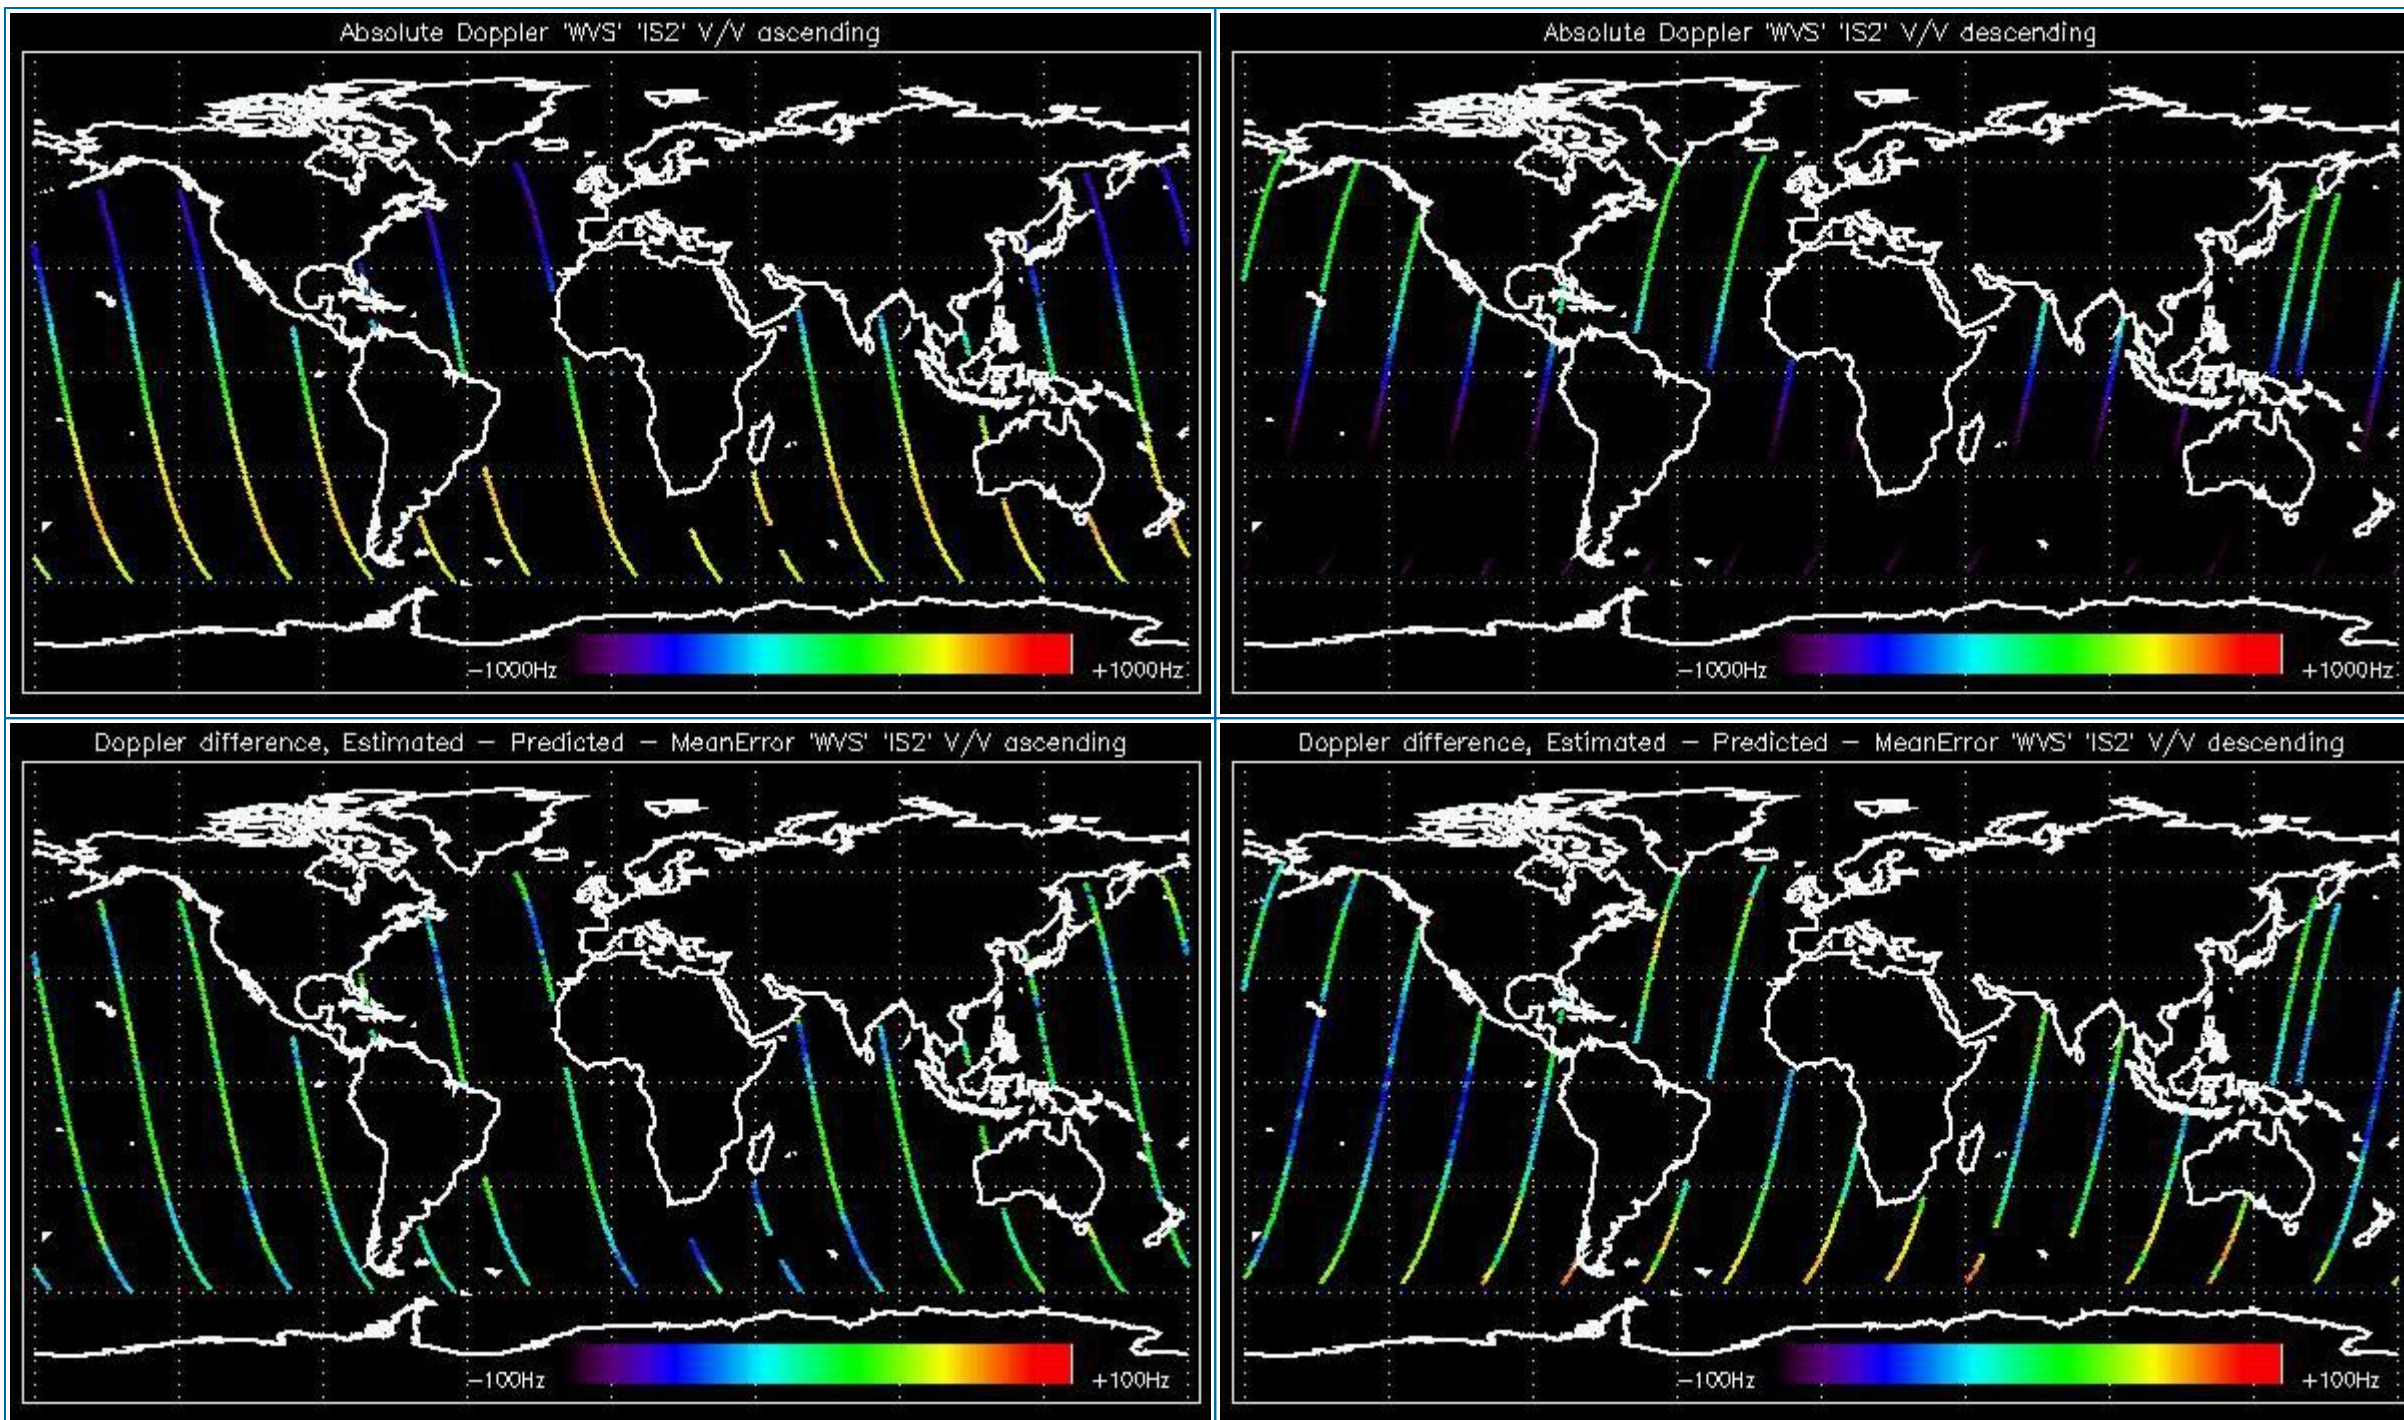 Absolute Doppler 'WVS' 'IS2' V/V ascending
-1000Hz
+1000Hz
Absolute Doppler 'WVS' 'IS2' V/V descending
-1000Hz
+1000Hz
Doppler difference, Estimated - Predicted - MeanError 'WVS' 'IS2' V/V ascending
-100Hz
+100Hz
Doppler difference, Estimated - Predicted - MeanError 'WVS' 'IS2' V/V descending
-100Hz
+100Hz